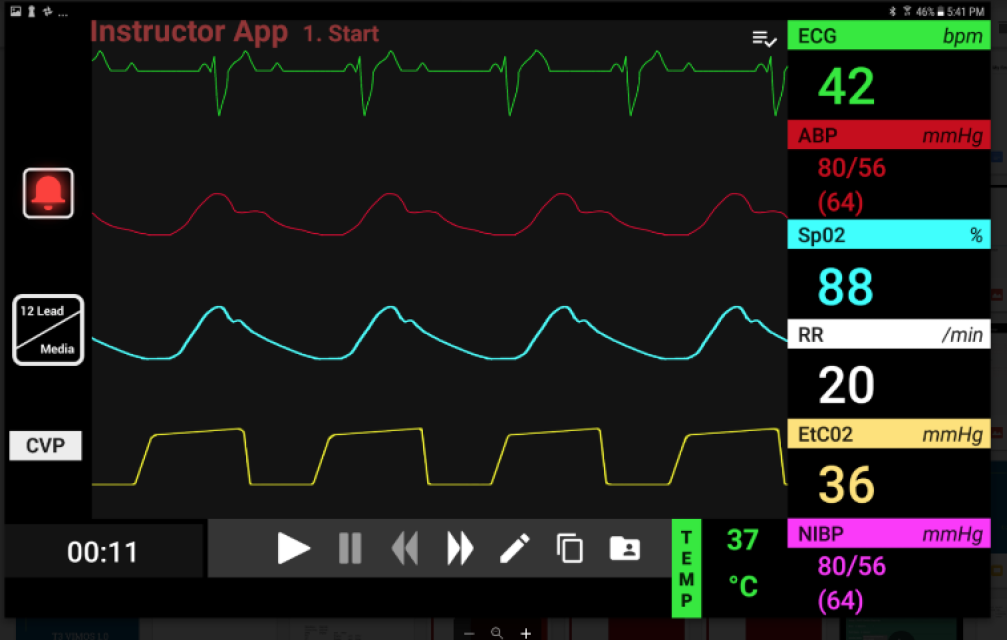 46% 5:41 PM
Instructor App 1. Start
ECG bpm
42
ABP mmHg
80/56
(64)
Sp02 %
88
12 Lead
Media
RR /min
20
CVP
EtC02 mmHg
36
NIBP mmHg
80/56
(64)
00:11
TEMP
37
°C